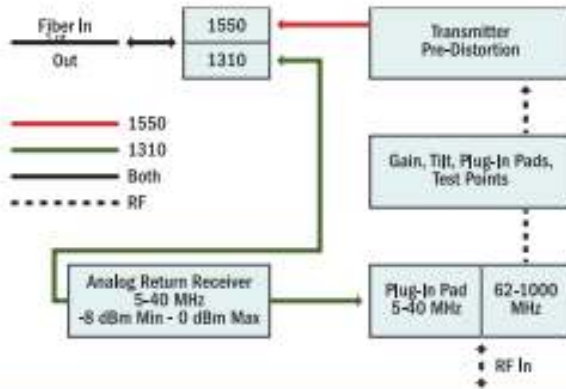 Fiber In
Out
1550
1310
Transmitter
Pre-Distortion
1550
1310
Both
RF
Gain, Tilt, Plug-In Pads,
Test Points
Analog Return Receiver
5-40 MHz
-8 dBm Min - 0 dBm Max
Plug-In Pad
5-40 MHz
62-1000
MHz
RF In